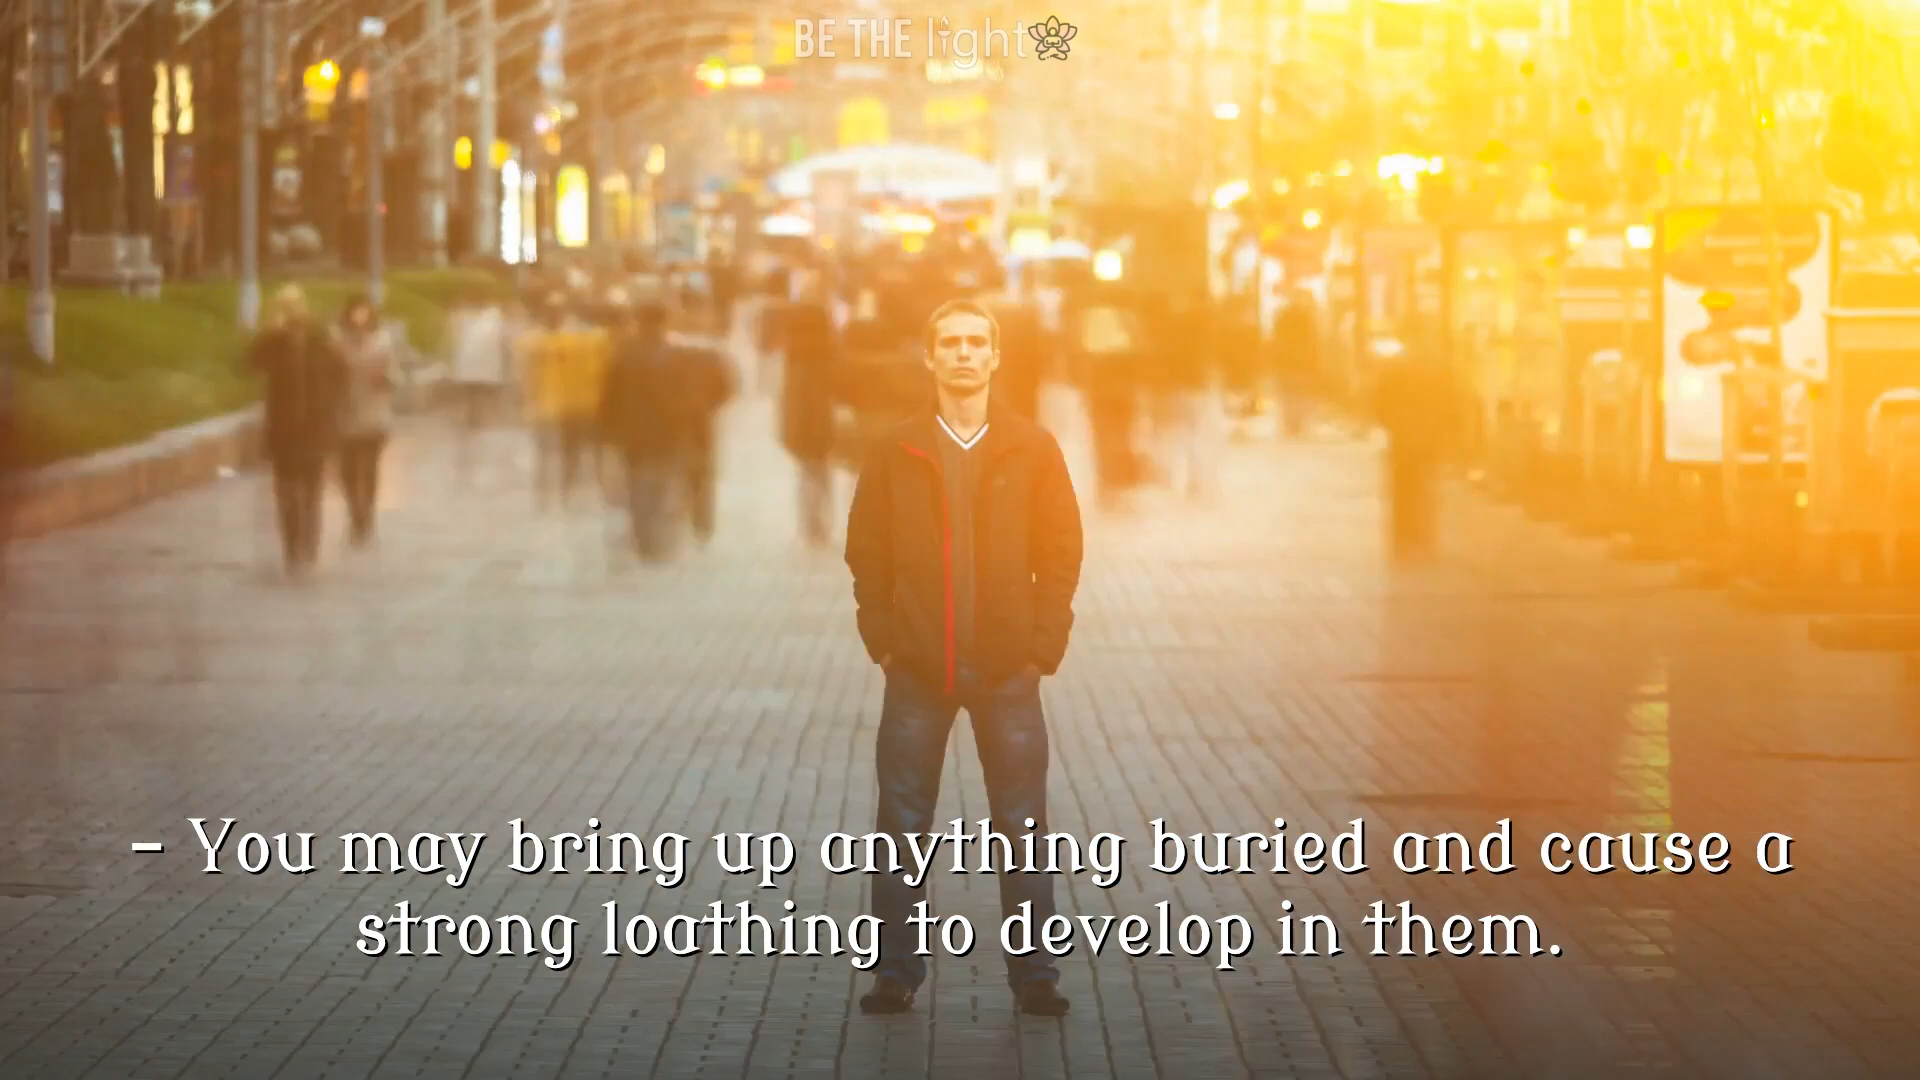 BE THE light
- You may bring up anything buried and cause a
strong loathing to develop in them.